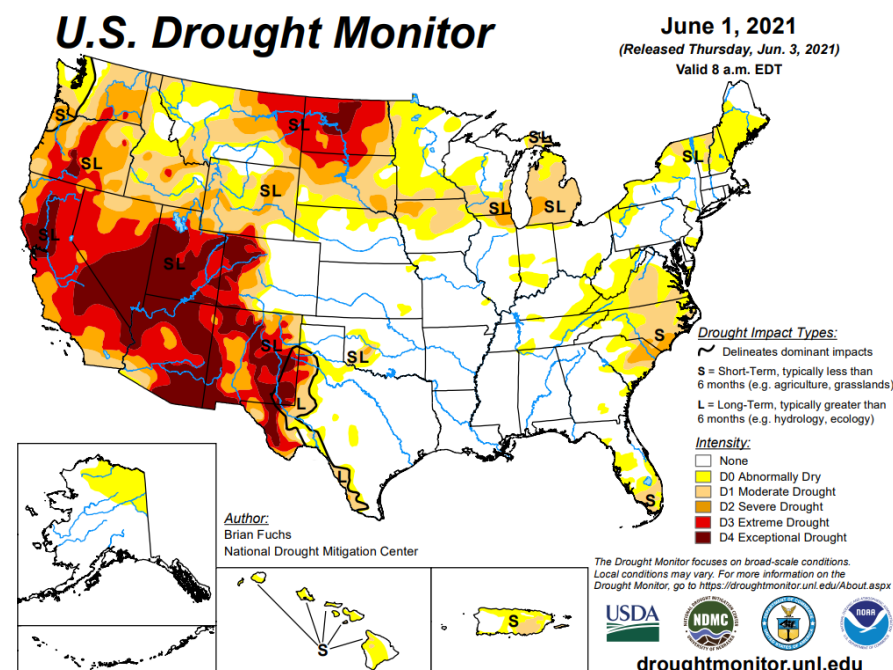 U.S. Drought Monitor
June 1, 2021
(Released Thursday, Jun. 3, 2021)
Valid 8 a.m. EDT
S
SL
SL
SL
SL
SL
SL
SL
SL
SL
SL
SL
S
L
L
S
Drought Impact Types:
Delineates dominant impacts
S = Short-Term, typically less than
6 months (e.g. agriculture, grasslands)
L = Long-Term, typically greater than
6 months (e.g. hydrology, ecology)
Intensity:
None
D0 Abnormally Dry
D1 Moderate Drought
D2 Severe Drought
D3 Extreme Drought
D4 Exceptional Drought
Author:
Brian Fuchs
National Drought Mitigation Center
S
S
The Drought Monitor focuses on broad-scale conditions.
Local conditions may vary. For more information on the
Drought Monitor, go to https://droughtmonitor.unl.edu/About.aspx
USDA
NDMC
NOAA
droughtmonitor.unl.edu